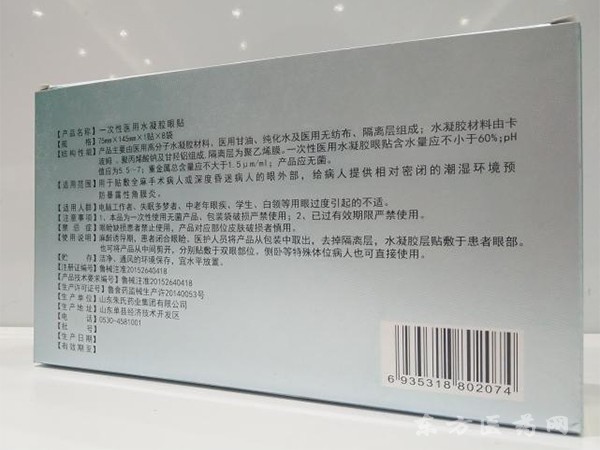 【产品名称】一次性医用水凝胶眼贴
【规格】75mm×145mm×1贴×8袋
【结构性能】产品主要由医用高分子水凝胶材料、医用甘油、纯化水及医用无纺布、隔离层组成;水凝胶材料由卡
波姆、聚丙烯酸钠及甘羟铝组成,隔离层为聚乙烯膜。一次性医用水凝胶眼贴含水量应不小于60%;pH
值应为5.5-7;重金属总含量应不大于1.5μm/ml;产品应无菌。
【适用范围】用于贴敷全麻手术病人或深度昏迷病人的眼外部,给病人提供相对密闭的潮湿环境预
防暴露性角膜炎。
【适用人群】电脑工作者、失眠多梦者、中老年眼疾、学生、白领等用眼过度引起的不适。
【注意事项】1、本品为一次性使用无菌产品、包装袋破损严禁使用;2、已过有效期限严禁使用。
【禁忌症】眼睑缺损患者禁止使用,产品对应部位皮肤破损者慎用。
【使用说明】麻醉诱导期,患者闭合眼睑、医护人员将产品从包装中取出,去掉隔离层,水凝胶层贴敷于患者眼部。
也可将产品从中间剪开,分别贴敷于双眼部位、侧卧等特殊体位病人也可直接使用。
【贮存】洁净、通风的环境保存,宜水平放置。
【注册证编号】鲁械注准20152640418
【产品技术要求编号】鲁械注准20152640418
【生产许可证】鲁食药监械生产许20140053号
【生产单位】山东朱氏药业集团有限公司
【生产地址】山东单县经济技术开发区
【电话】0530-4581001
【批号】
【生产日期】
【有效期至】
6 935318 802074
东方医药网